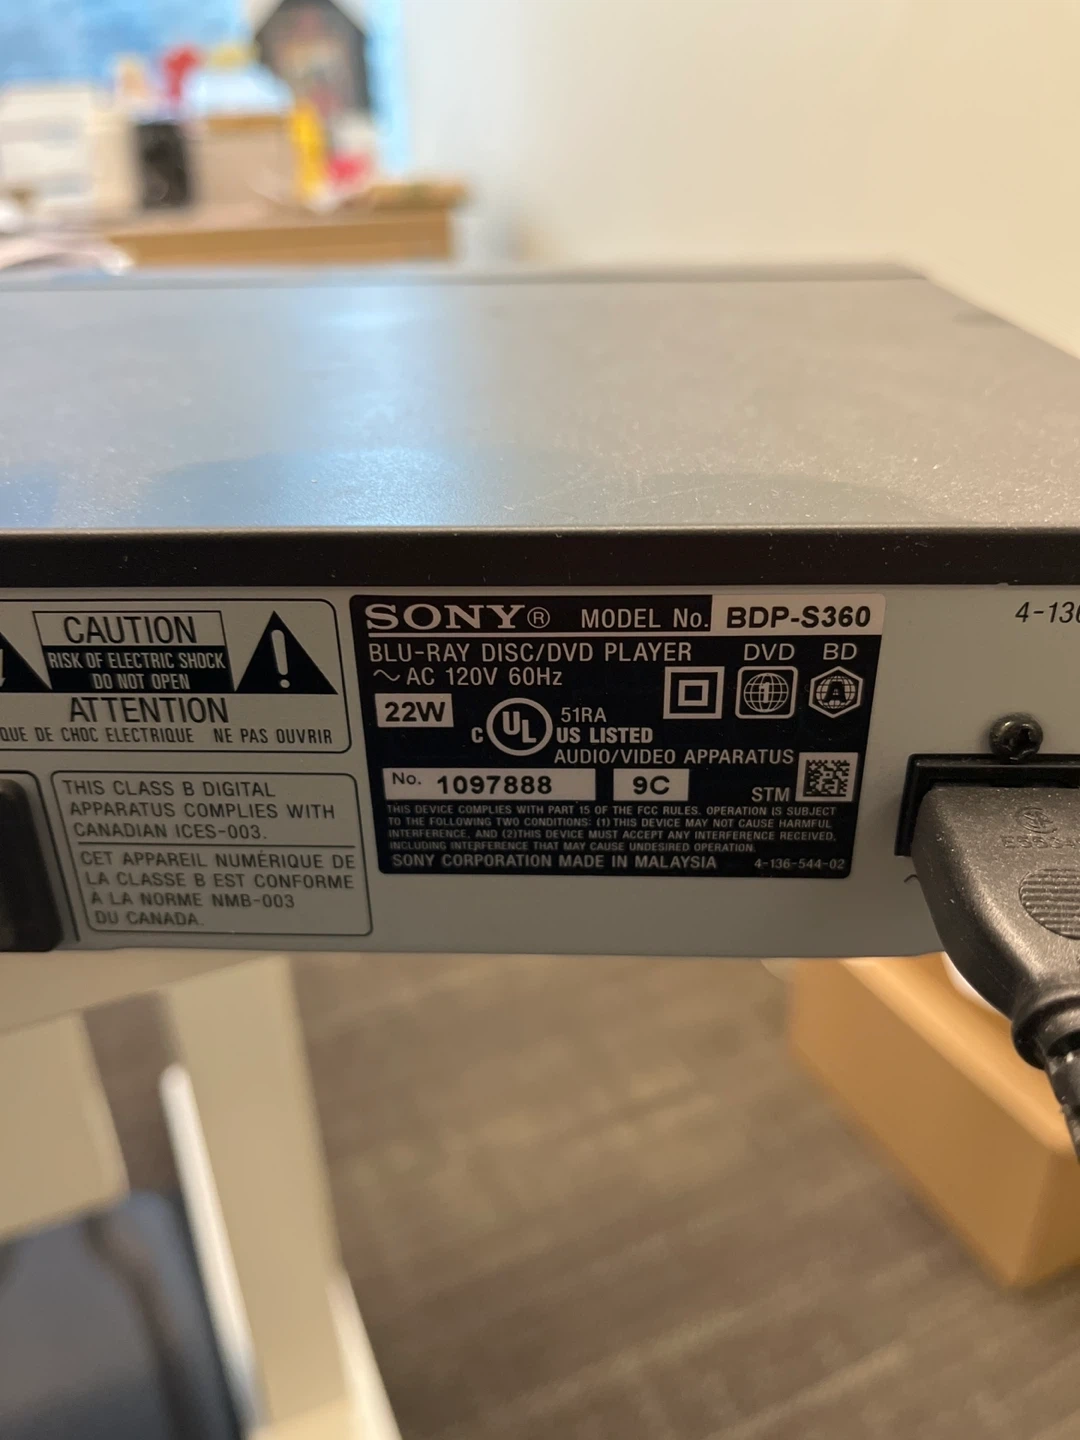 CAUTION
RISK OF ELECTRIC SHOCK
DO NOT OPEN
ATTENTION
DE CHOC ELECTRIQUE NE PAS OUVRIR
THIS CLASS B DIGITAL
APPARATUS COMPLIES WITH
CANADIAN ICES-003.
CET APPAREIL NUMÉRIQUE DE
LA CLASSE B EST CONFORME
A LA NORME NMB-003
DU CANADA.
SONY® MODEL No. BDP-S360
BLU-RAY DISC/DVD PLAYER DVD BD
~ AC 120V 60Hz
1 A
22W
C UL US LISTED
51RA
AUDIO/VIDEO APPARATUS
No. 1097888 9C STM
THIS DEVICE COMPLIES WITH PART 15 OF THE FCC RULES. OPERATION IS SUBJECT
TO THE FOLLOWING TWO CONDITIONS: (1) THIS DEVICE MAY NOT CAUSE HARMFUL
INTERFERENCE, AND (2)THIS DEVICE MUST ACCEPT ANY INTERFERENCE RECEIVED,
INCLUDING INTERFERENCE THAT MAY CAUSE UNDESIRED OPERATION.
SONY CORPORATION MADE IN MALAYSIA 4-136-544-02
4-136